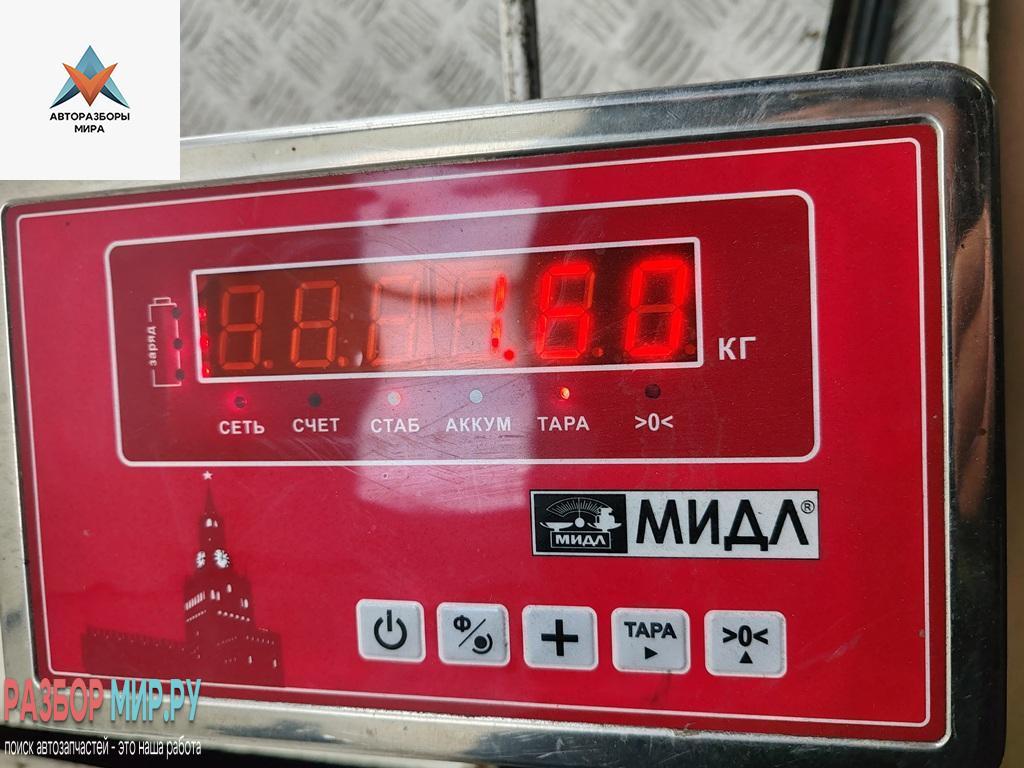 АВТОРАЗБОРЫ
МИРА
заряд
1.60
КГ
СЕТЬ СЧЕТ СТАБ АККУМ ТАРА >0<
МИДЛ МИДЛ®
Ф/ + ТАРА >0<
РАЗБОР МИР.РУ
поиск автозапчастей - это наша работа